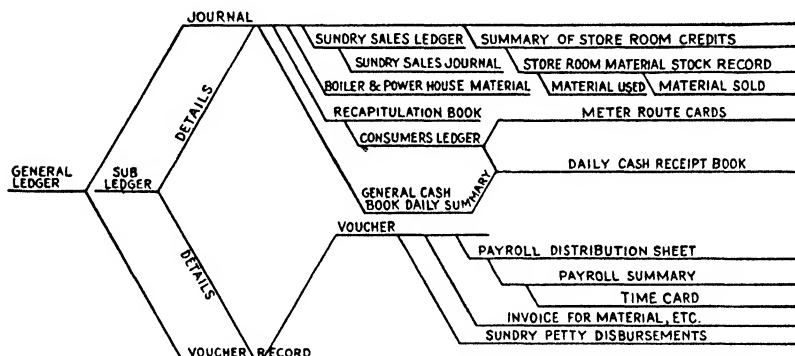 JOURNAL
SUNDRY SALES LEDGER
SUMMARY OF STORE ROOM CREDITS
SUNDRY SALES JOURNAL
STORE ROOM MATERIAL STOCK RECORD
BOILER & POWER HOUSE MATERIAL
MATERIAL USED
MATERIAL SOLD
RECAPITULATION BOOK
METER ROUTE CARDS
CONSUMERS LEDGER
DETAILS
DAILY CASH RECEIPT BOOK
GENERAL
LEDGER
SUB
LEDGER
GENERAL CASH
BOOK DAILY SUMMARY
VOUCHER
PAYROLL DISTRIBUTION SHEET
DETAILS
PAYROLL SUMMARY
TIME CARD
INVOICE FOR MATERIAL, ETC.
SUNDRY PETTY DISBURSEMENTS
VOUCHER RECORD